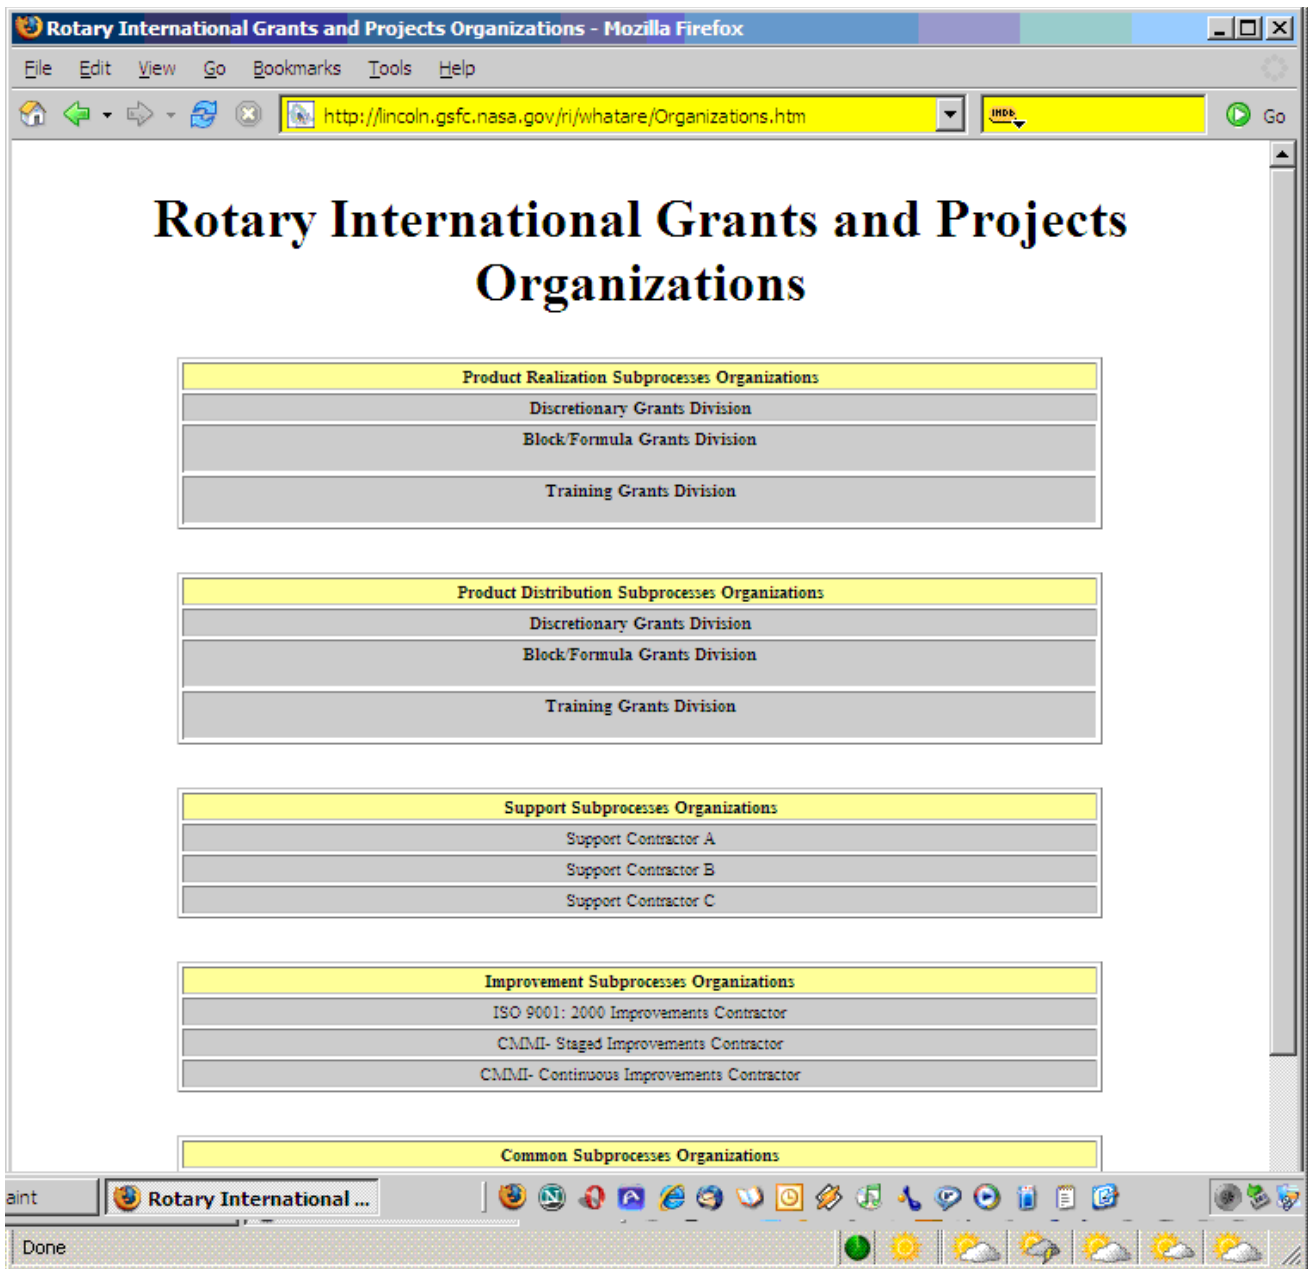 Rotary International Grants and Projects Organizations - Mozilla Firefox
File Edit View Go Bookmarks Tools Help
http://lincoln.gsfc.nasa.gov/ri/whatare/Organizations.htm IMDb Go
Rotary International Grants and Projects
Organizations
Product Realization Subprocesses Organizations
Discretionary Grants Division
Block/Formula Grants Division
Training Grants Division
Product Distribution Subprocesses Organizations
Discretionary Grants Division
Block/Formula Grants Division
Training Grants Division
Support Subprocesses Organizations
Support Contractor A
Support Contractor B
Support Contractor C
Improvement Subprocesses Organizations
ISO 9001: 2000 Improvements Contractor
CMMI- Staged Improvements Contractor
CMMI- Continuous Improvements Contractor
Common Subprocesses Organizations
aint Rotary International ...
Done